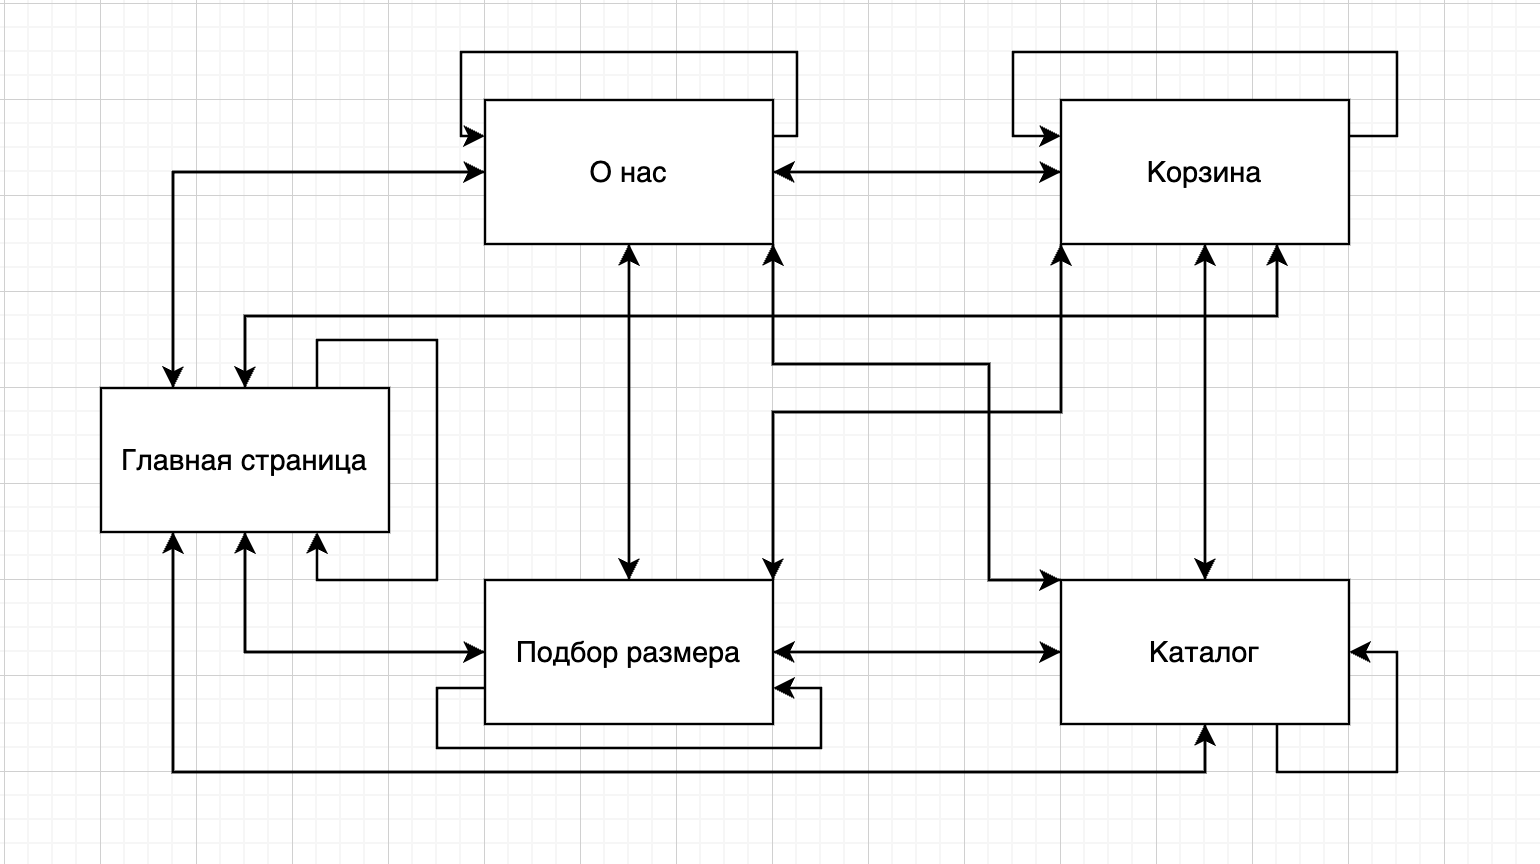 О нас
Корзина
Главная страница
Подбор размера
Каталог